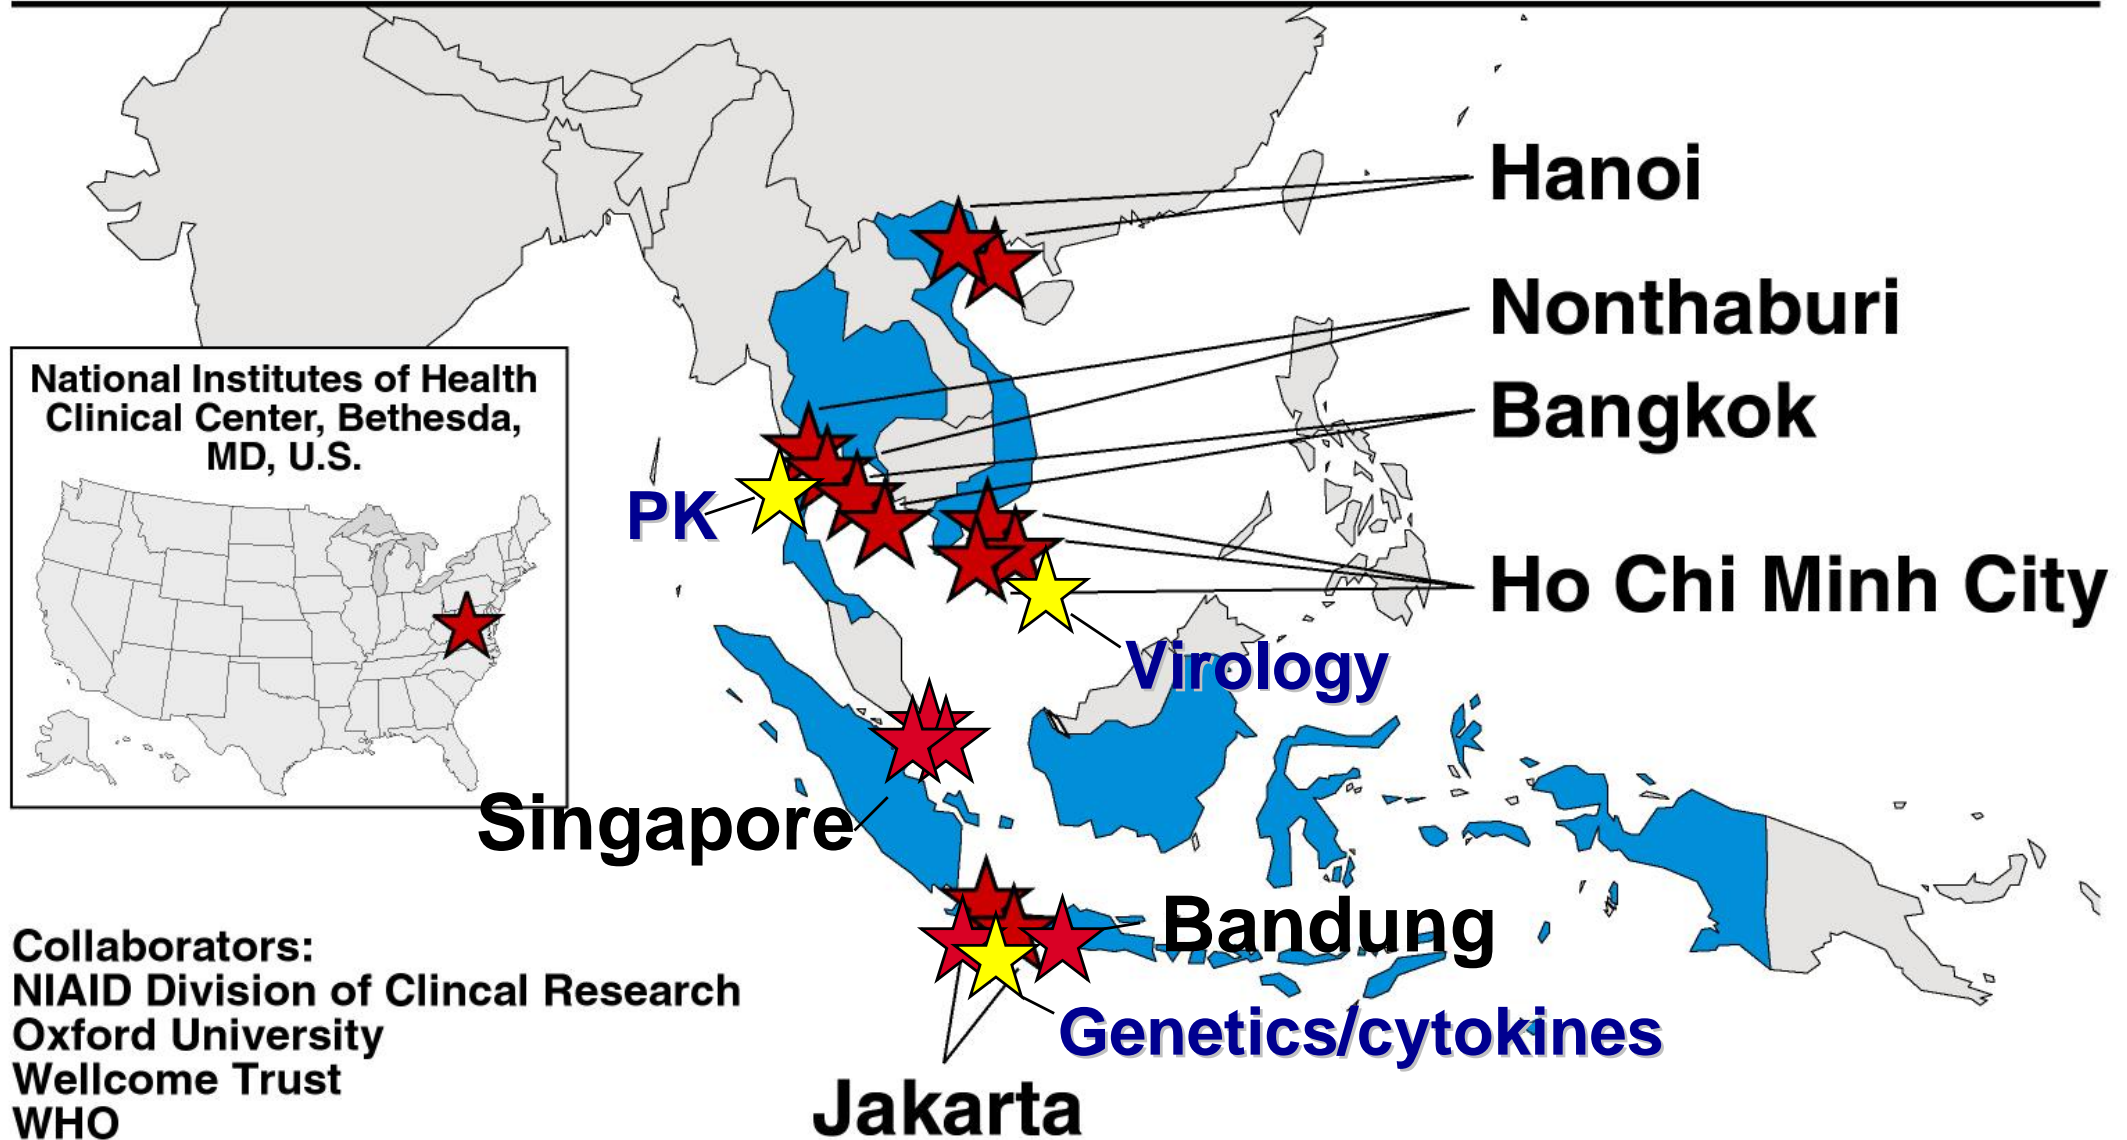 Hanoi
Nonthaburi
Bangkok
National Institutes of Health
Clinical Center, Bethesda,
MD, U.S.
PK
Ho Chi Minh City
Virology
Singapore
Bandung
Collaborators:
NIAID Division of Clincal Research
Oxford University
Wellcome Trust
WHO
Genetics/cytokines
Jakarta